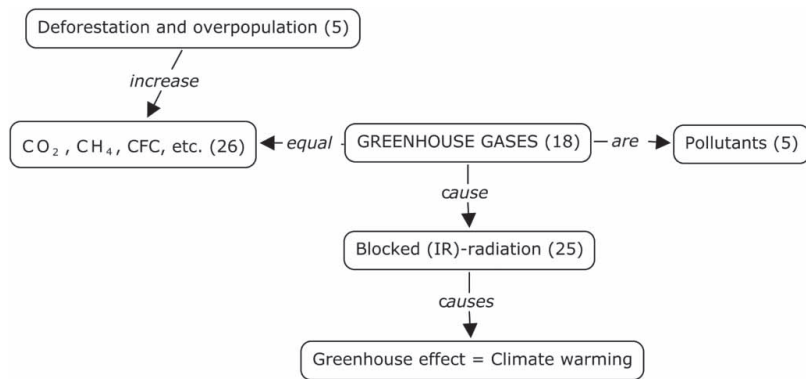 Deforestation and overpopulation (5)
increase
CO₂ , CH₄, CFC, etc. (26)
equal
GREENHOUSE GASES (18)
are
Pollutants (5)
cause
Blocked (IR)-radiation (25)
causes
Greenhouse effect = Climate warming